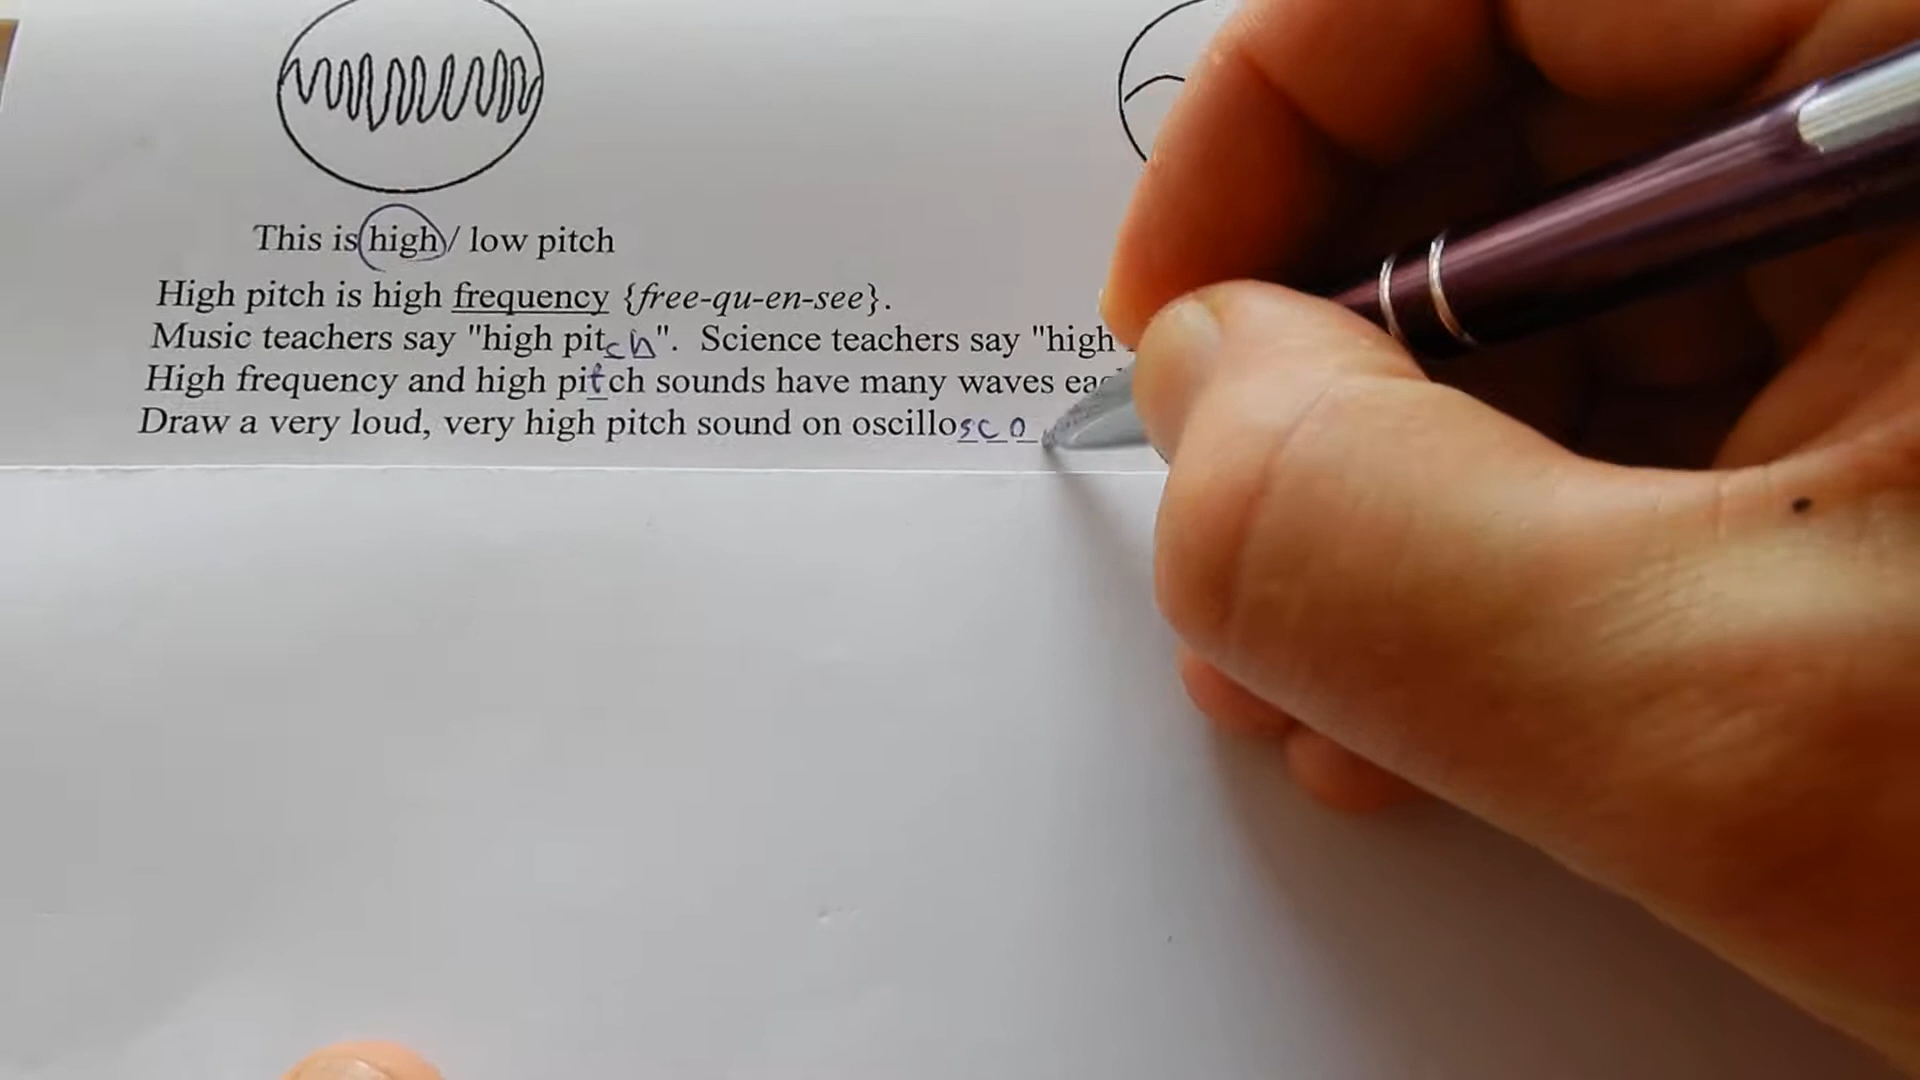 This is high / low pitch
High pitch is high frequency {free-qu-en-see}.
Music teachers say "high pitch". Science teachers say "high
High frequency and high pitch sounds have many waves
Draw a very loud, very high pitch sound on oscillosco